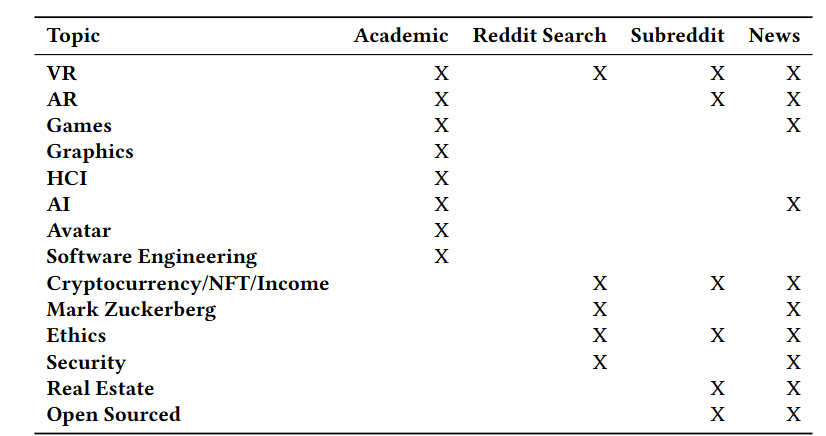 Topic Academic Reddit Search Subreddit News
VR X X X X
AR X X X
Games X X
Graphics X
HCI X
AI X X
Avatar X
Software Engineering X
Cryptocurrency/NFT/Income X X X
Mark Zuckerberg X X
Ethics X X X
Security X X
Real Estate X X
Open Sourced X X